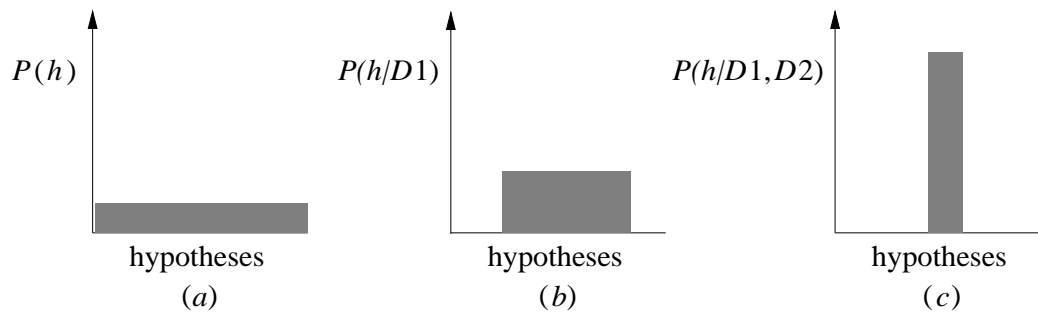 P(h)
P(h/D1)
P(h/D1,D2)
hypotheses
hypotheses
hypotheses
(a)
(b)
(c)